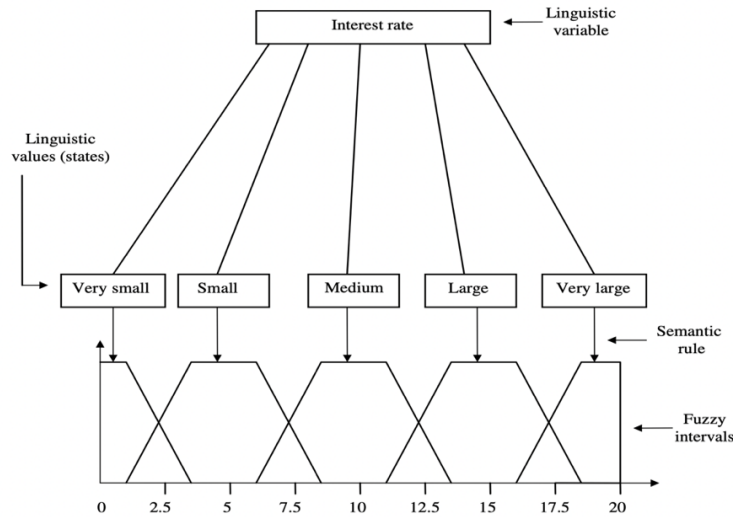 Interest rate
Linguistic
variable
Linguistic
values (states)
Very small
Small
Medium
Large
Very large
Semantic
rule
Fuzzy
intervals
0 2.5 5 7.5 10 12.5 15 17.5 20